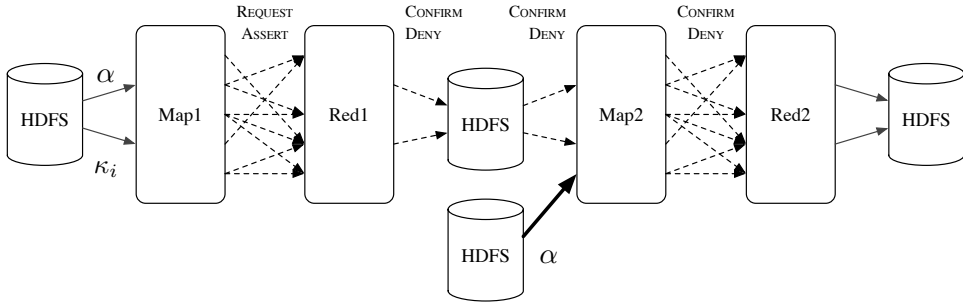 REQUEST
ASSERT
CONFIRM
DENY
CONFIRM
DENY
CONFIRM
DENY
α
HDFS
κi
Map1
Red1
HDFS
Map2
Red2
HDFS
HDFS
α